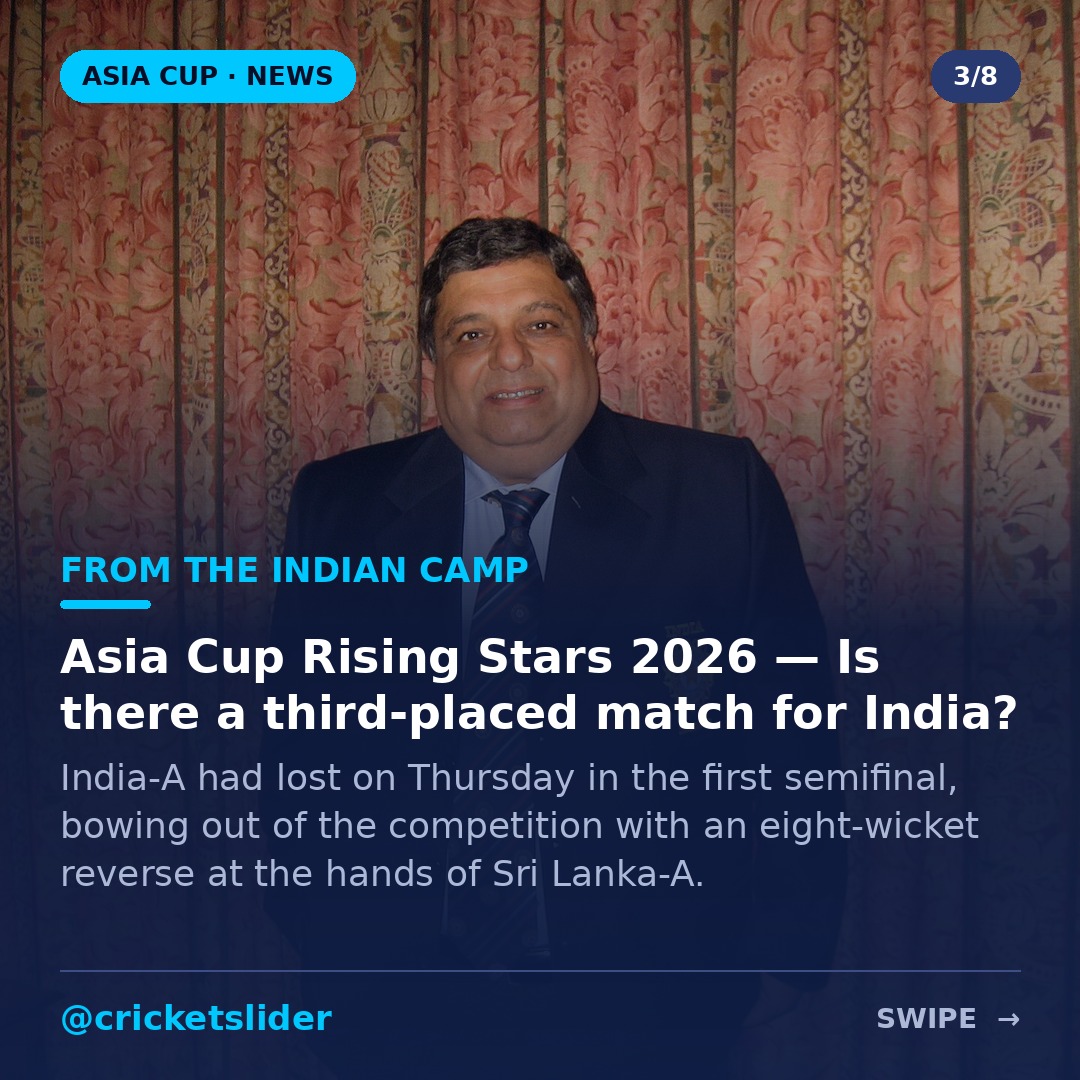 ASIA CUP · NEWS
3/8
INDIA
FROM THE INDIAN CAMP
Asia Cup Rising Stars 2026 — Is
there a third-placed match for India?
India-A had lost on Thursday in the first semifinal,
bowing out of the competition with an eight-wicket
reverse at the hands of Sri Lanka-A.
@cricketslider
SWIPE →